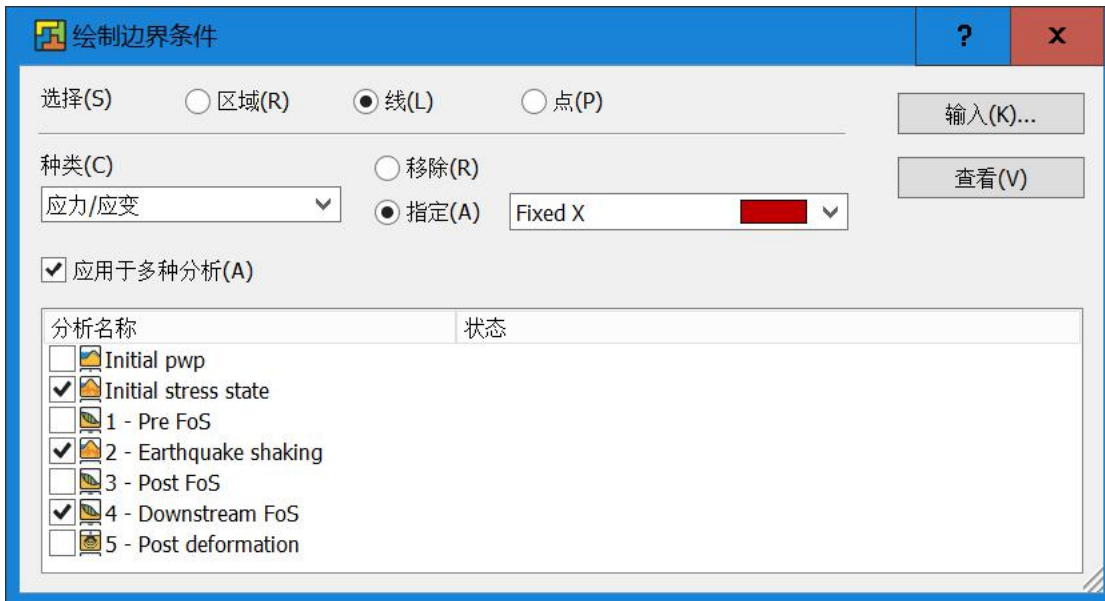 绘制边界条件 ? x
选择(S) 区域(R) 线(L) 点(P)
输入(K)...
种类(C) 移除(R)
查看(V)
应力/应变 指定(A) Fixed X
应用于多种分析(A)
分析名称 状态
Initial pwp
Initial stress state
1 - Pre FoS
2 - Earthquake shaking
3 - Post FoS
4 - Downstream FoS
5 - Post deformation